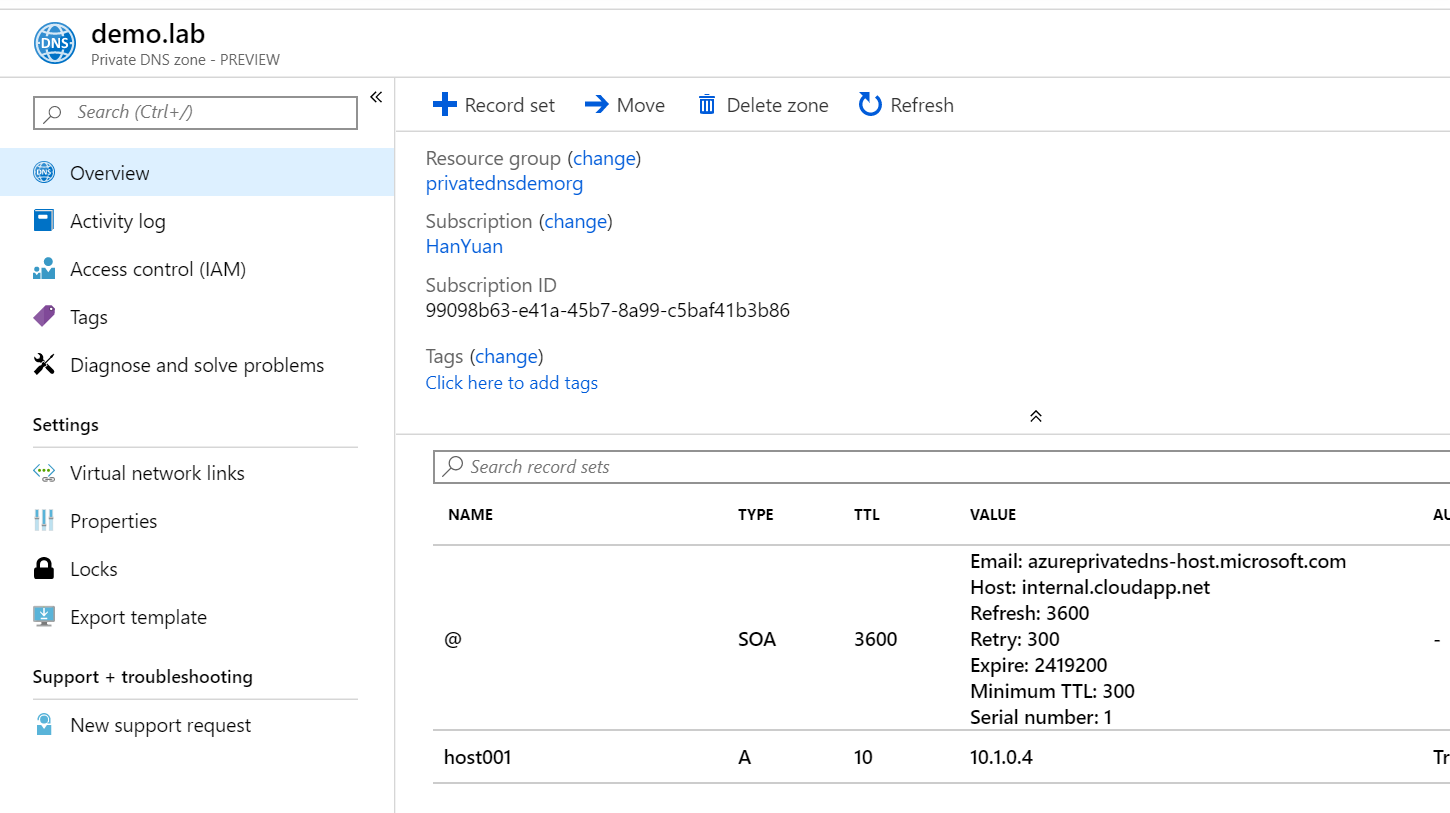 DNS
demo.lab
Private DNS zone - PREVIEW
Search (Ctrl+/)
«
Record set
Move
Delete zone
Refresh
DNS
Overview
Activity log
Access control (IAM)
Tags
Diagnose and solve problems
Settings
Virtual network links
Properties
Locks
Export template
Support + troubleshooting
New support request
Resource group (change)
privatednsdemorg
Subscription (change)
HanYuan
Subscription ID
99098b63-e41a-45b7-8a99-c5baf41b3b86
Tags (change)
Click here to add tags
Search record sets
NAME TYPE TTL VALUE AU
@ SOA 3600 Email: azureprivatedns-host.microsoft.com
Host: internal.cloudapp.net
Refresh: 3600
Retry: 300
Expire: 2419200
Minimum TTL: 300
Serial number: 1
-
host001 A 10 10.1.0.4 Tr